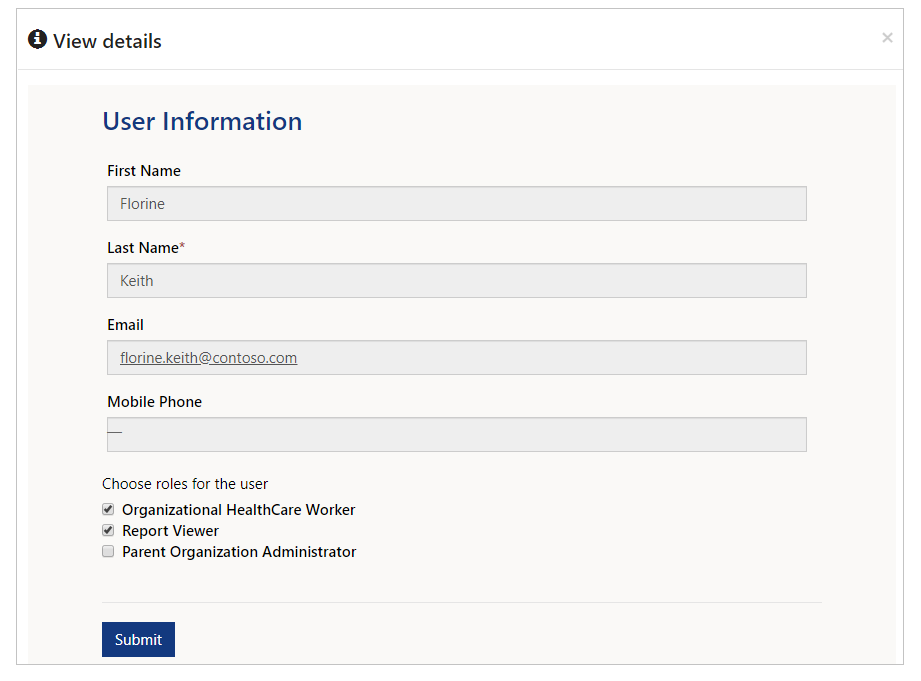 View details
×
User Information
First Name
Florine
Last Name*
Keith
Email
florine.keith@contoso.com
Mobile Phone
—
Choose roles for the user
Organizational HealthCare Worker
Report Viewer
Parent Organization Administrator
Submit